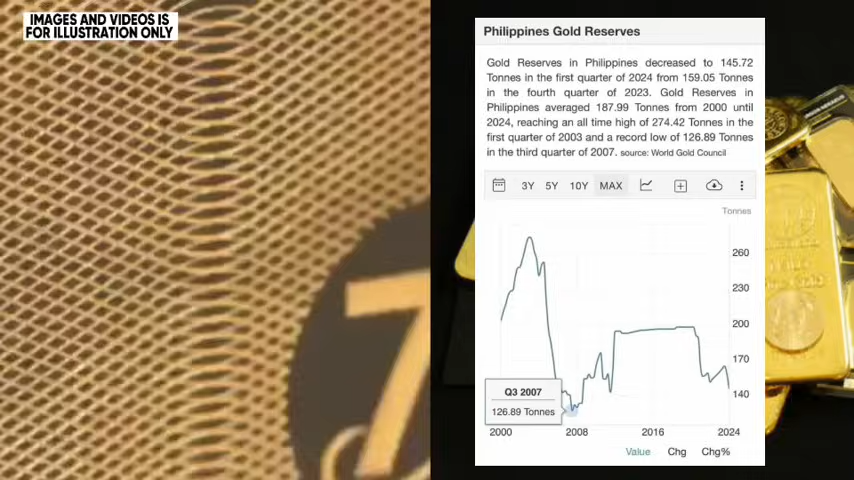 IMAGES AND VIDEOS IS
FOR ILLUSTRATION ONLY
7
Philippines Gold Reserves
Gold Reserves in Philippines decreased to 145.72
Tonnes in the first quarter of 2024 from 159.05 Tonnes
in the fourth quarter of 2023. Gold Reserves in
Philippines averaged 187.99 Tonnes from 2000 until
2024, reaching an all time high of 274.42 Tonnes in the
first quarter of 2003 and a record low of 126.89 Tonnes
in the third quarter of 2007. source: World Gold Council
3Y 5Y 10Y MAX
Tonnes
260
230
200
170
140
Q3 2007
126.89 Tonnes
2000 2008 2016 2024
Value Chg Chg%